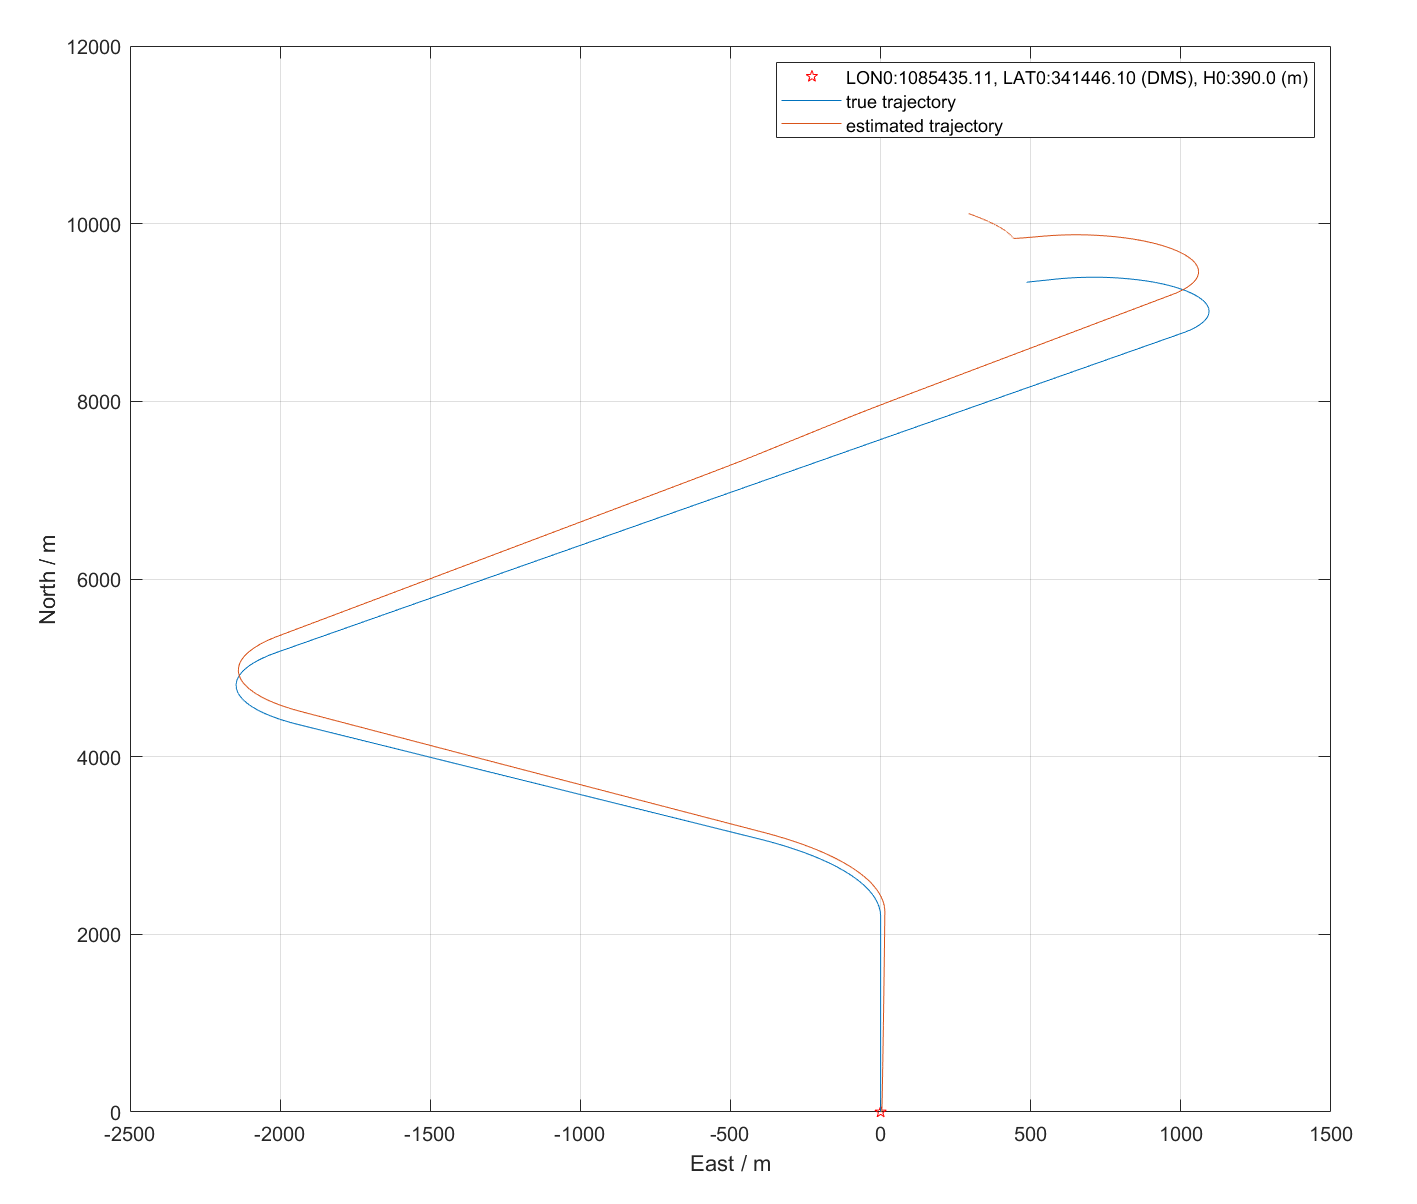 12000
10000
8000
6000
4000
2000
0
North / m
LON0:1085435.11, LAT0:341446.10 (DMS), H0:390.0 (m)
true trajectory
estimated trajectory
-2500 -2000 -1500 -1000 -500 0 500 1000 1500
East / m